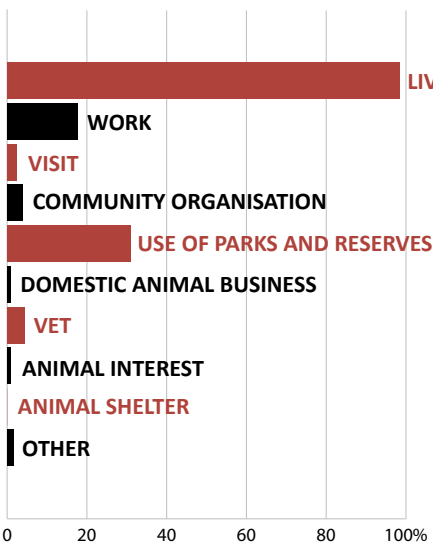 LIV
WORK
VISIT
COMMUNITY ORGANISATION
USE OF PARKS AND RESERVES
DOMESTIC ANIMAL BUSINESS
VET
ANIMAL INTEREST
ANIMAL SHELTER
OTHER
0 20 40 60 80 100%